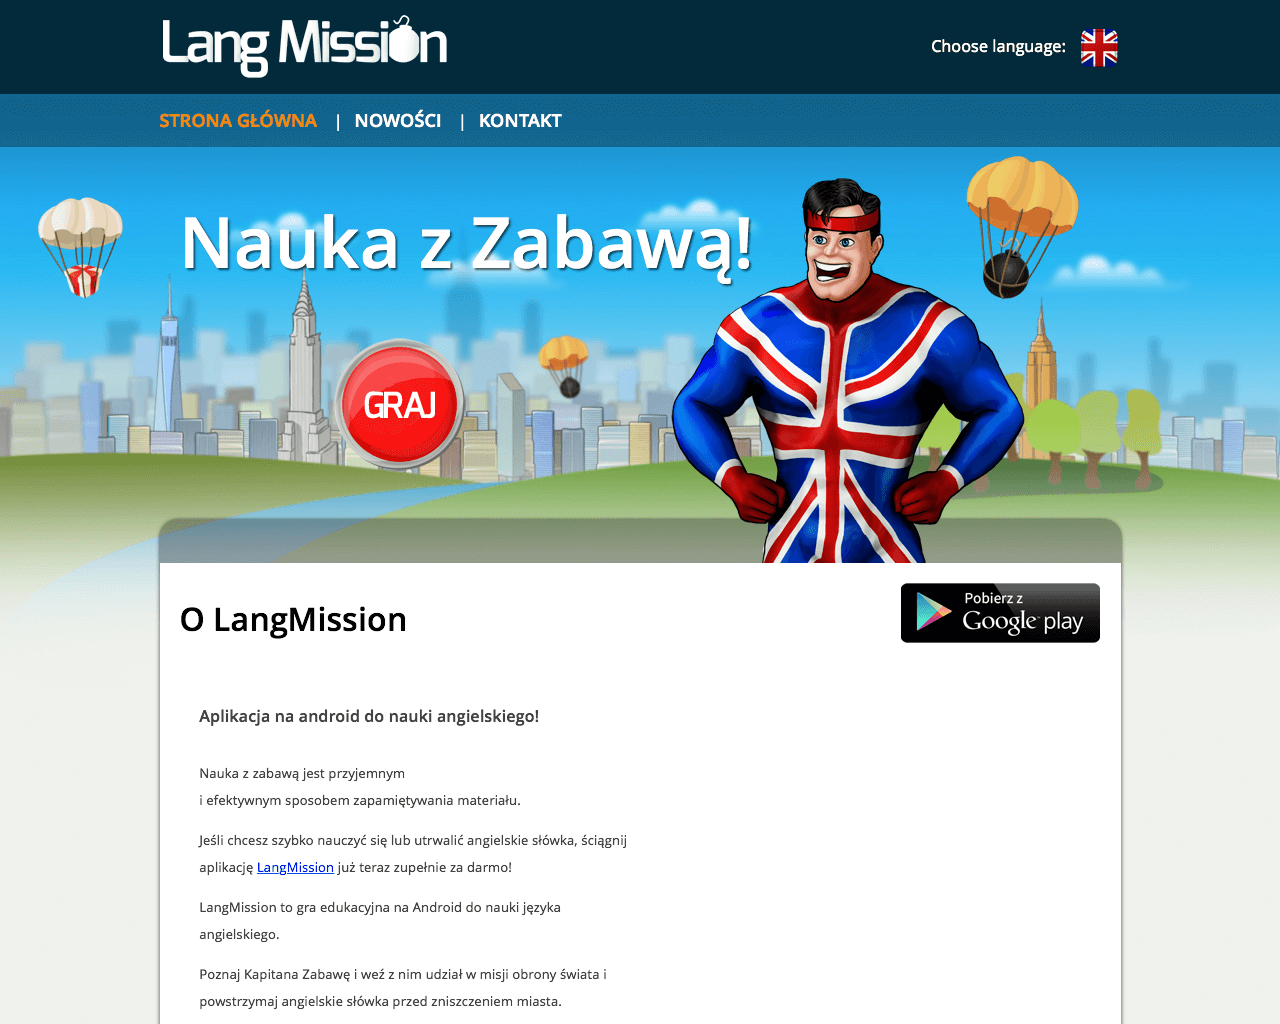 Lang Mission
Choose language:
STRONA GŁÓWNA | NOWOŚCI | KONTAKT
Nauka z Zabawą!
GRAJ
O LangMission
Pobierz z
Google play
Aplikacja na android do nauki angielskiego!
Nauka z zabawą jest przyjemnym
i efektywnym sposobem zapamiętywania materiału.
Jeśli chcesz szybko nauczyć się lub utrwalić angielskie słówka, ściągnij
aplikację LangMission już teraz zupełnie za darmo!
LangMission to gra edukacyjna na Android do nauki języka
angielskiego.
Poznaj Kapitana Zabawę i weź z nim udział w misji obrony świata i
powstrzymaj angielskie słówka przed zniszczeniem miasta.